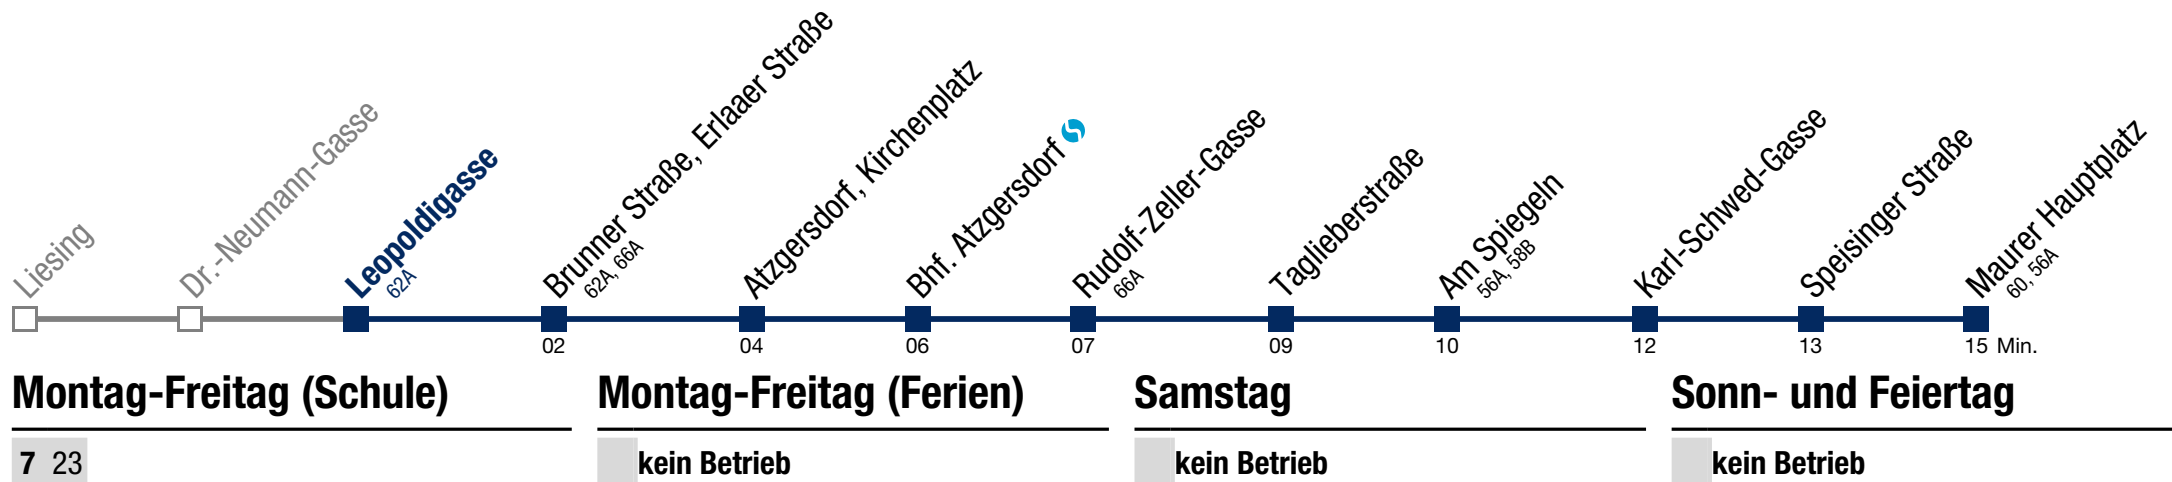 Liesing
Dr.-Neumann-Gasse
Leopoldigasse
62A
Brunner Straße, Erlaaer Straße
62A, 66A
Atzgersdorf, Kirchenplatz
Bhf. Atzgersdorf
Rudolf-Zeller-Gasse
66A
Taglieberstraße
Am Spiegeln
56A, 58B
Karl-Schwed-Gasse
Speisinger Straße
Maurer Hauptplatz
60, 56A
02 04 06 07 09 10 12 13 15 Min.
Montag-Freitag (Schule)
7 23
Montag-Freitag (Ferien)
kein Betrieb
Samstag
kein Betrieb
Sonn- und Feiertag
kein Betrieb